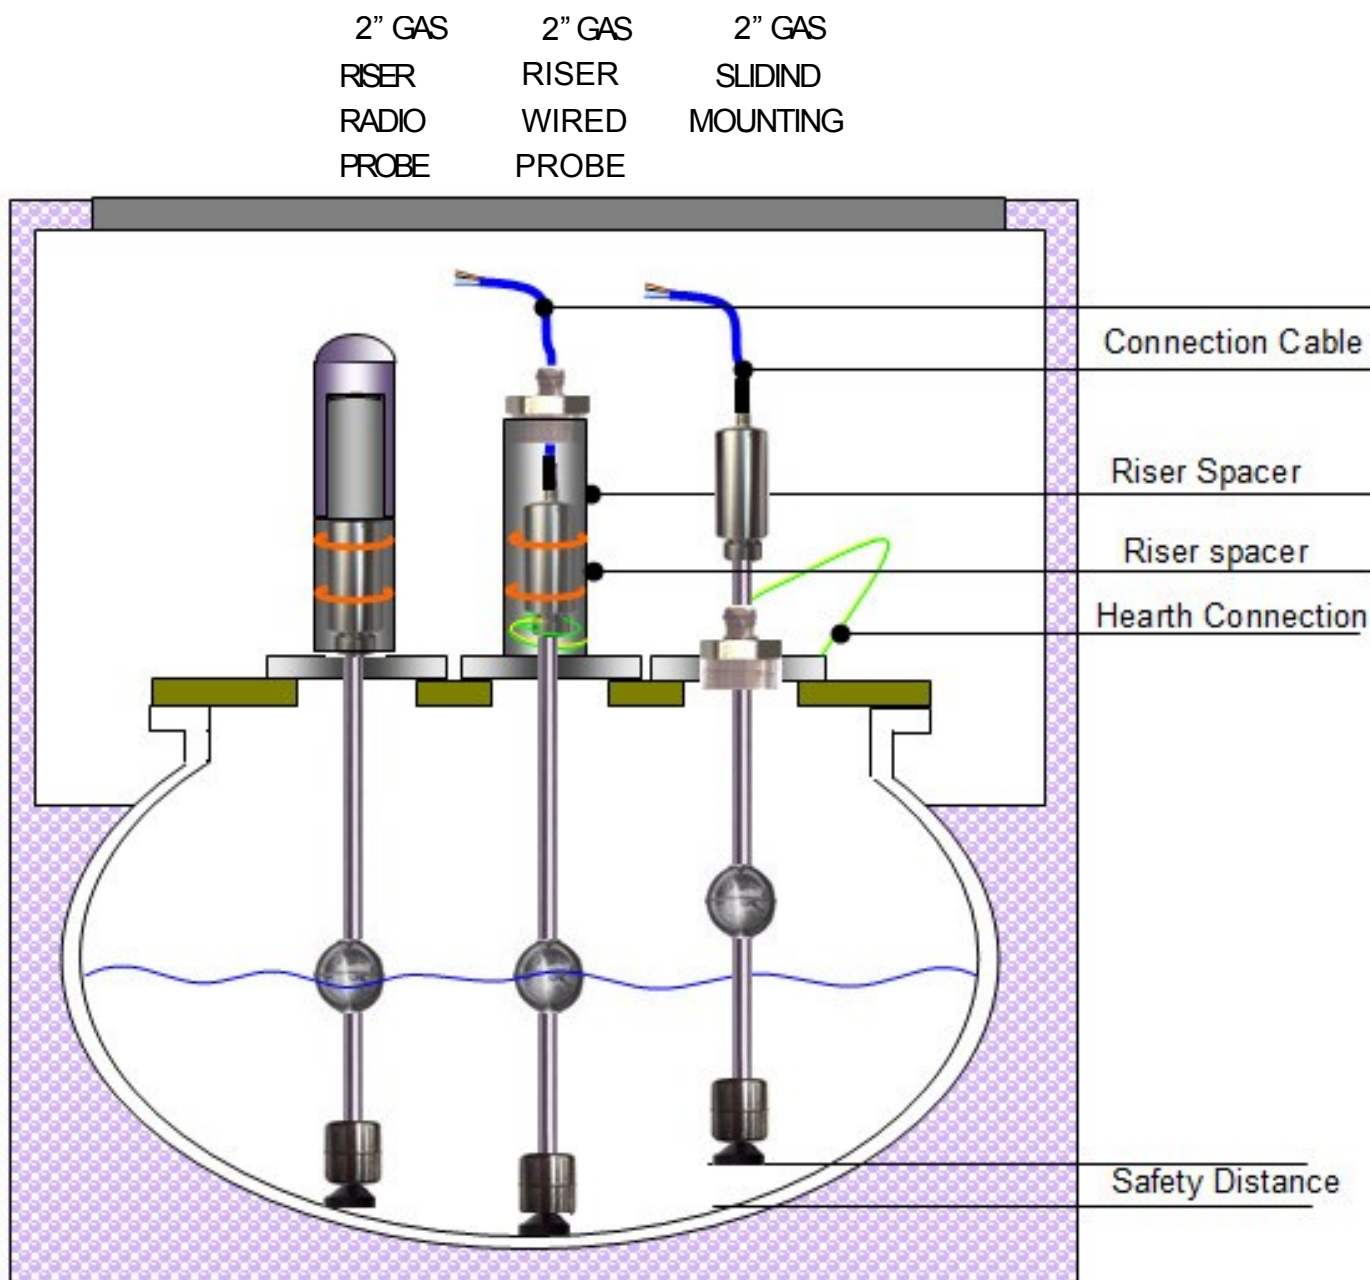 2” GAS
RISER
RADIO
PROBE
2” GAS
RISER
WIRED
PROBE
2” GAS
SLIDIND
MOUNTING
Connection Cable
Riser Spacer
Riser spacer
Hearth Connection
Safety Distance